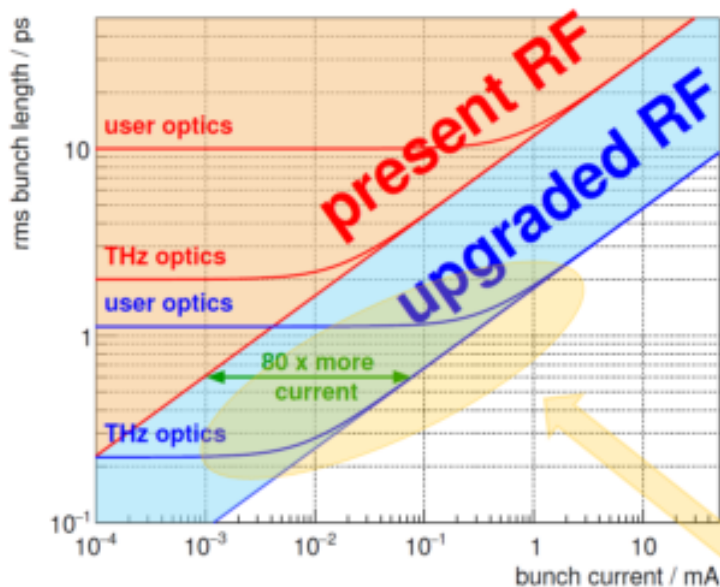 rms bunch length / ps
10
1
10⁻¹
user optics
THz optics
user optics
THz optics
present RF
upgraded RF
80 x more
current
10⁻⁴ 10⁻³ 10⁻² 10⁻¹ 1 10
bunch current / mA